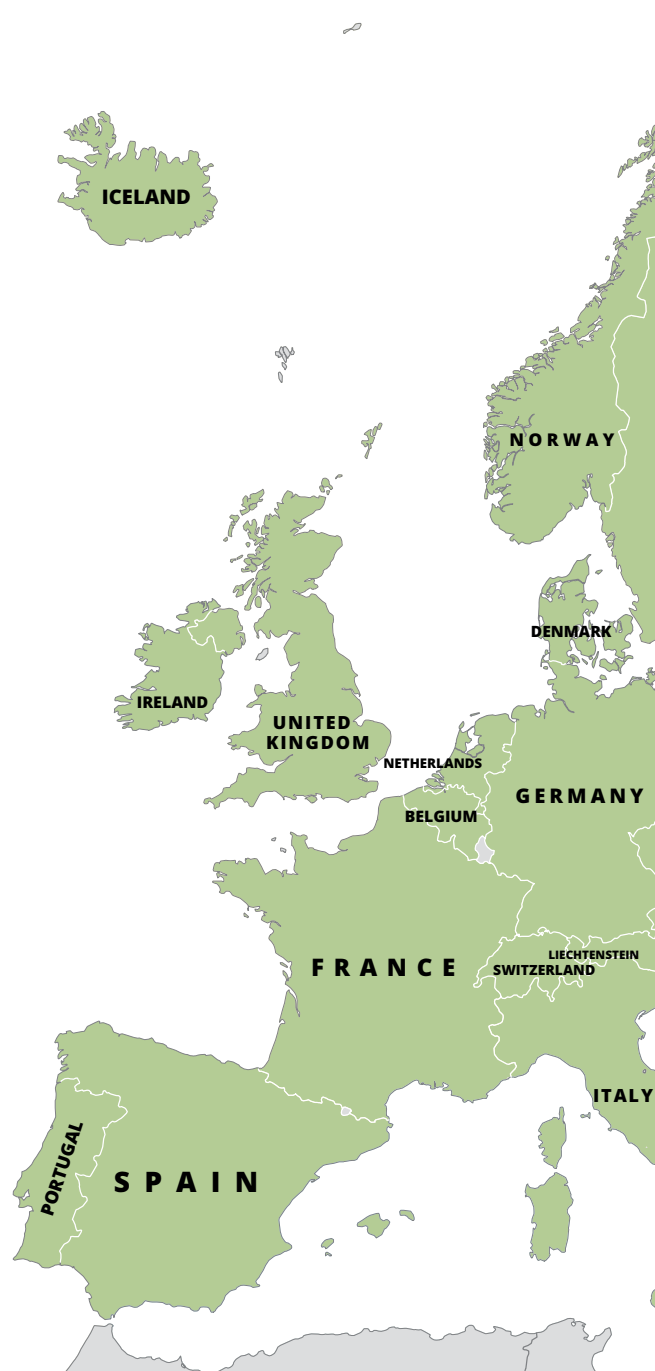 ICELAND
NORWAY
DENMARK
IRELAND
UNITED
KINGDOM
NETHERLANDS
GERMANY
BELGIUM
LIECHTENSTEIN
FRANCE
SWITZERLAND
ITALY
PORTUGAL
SPAIN